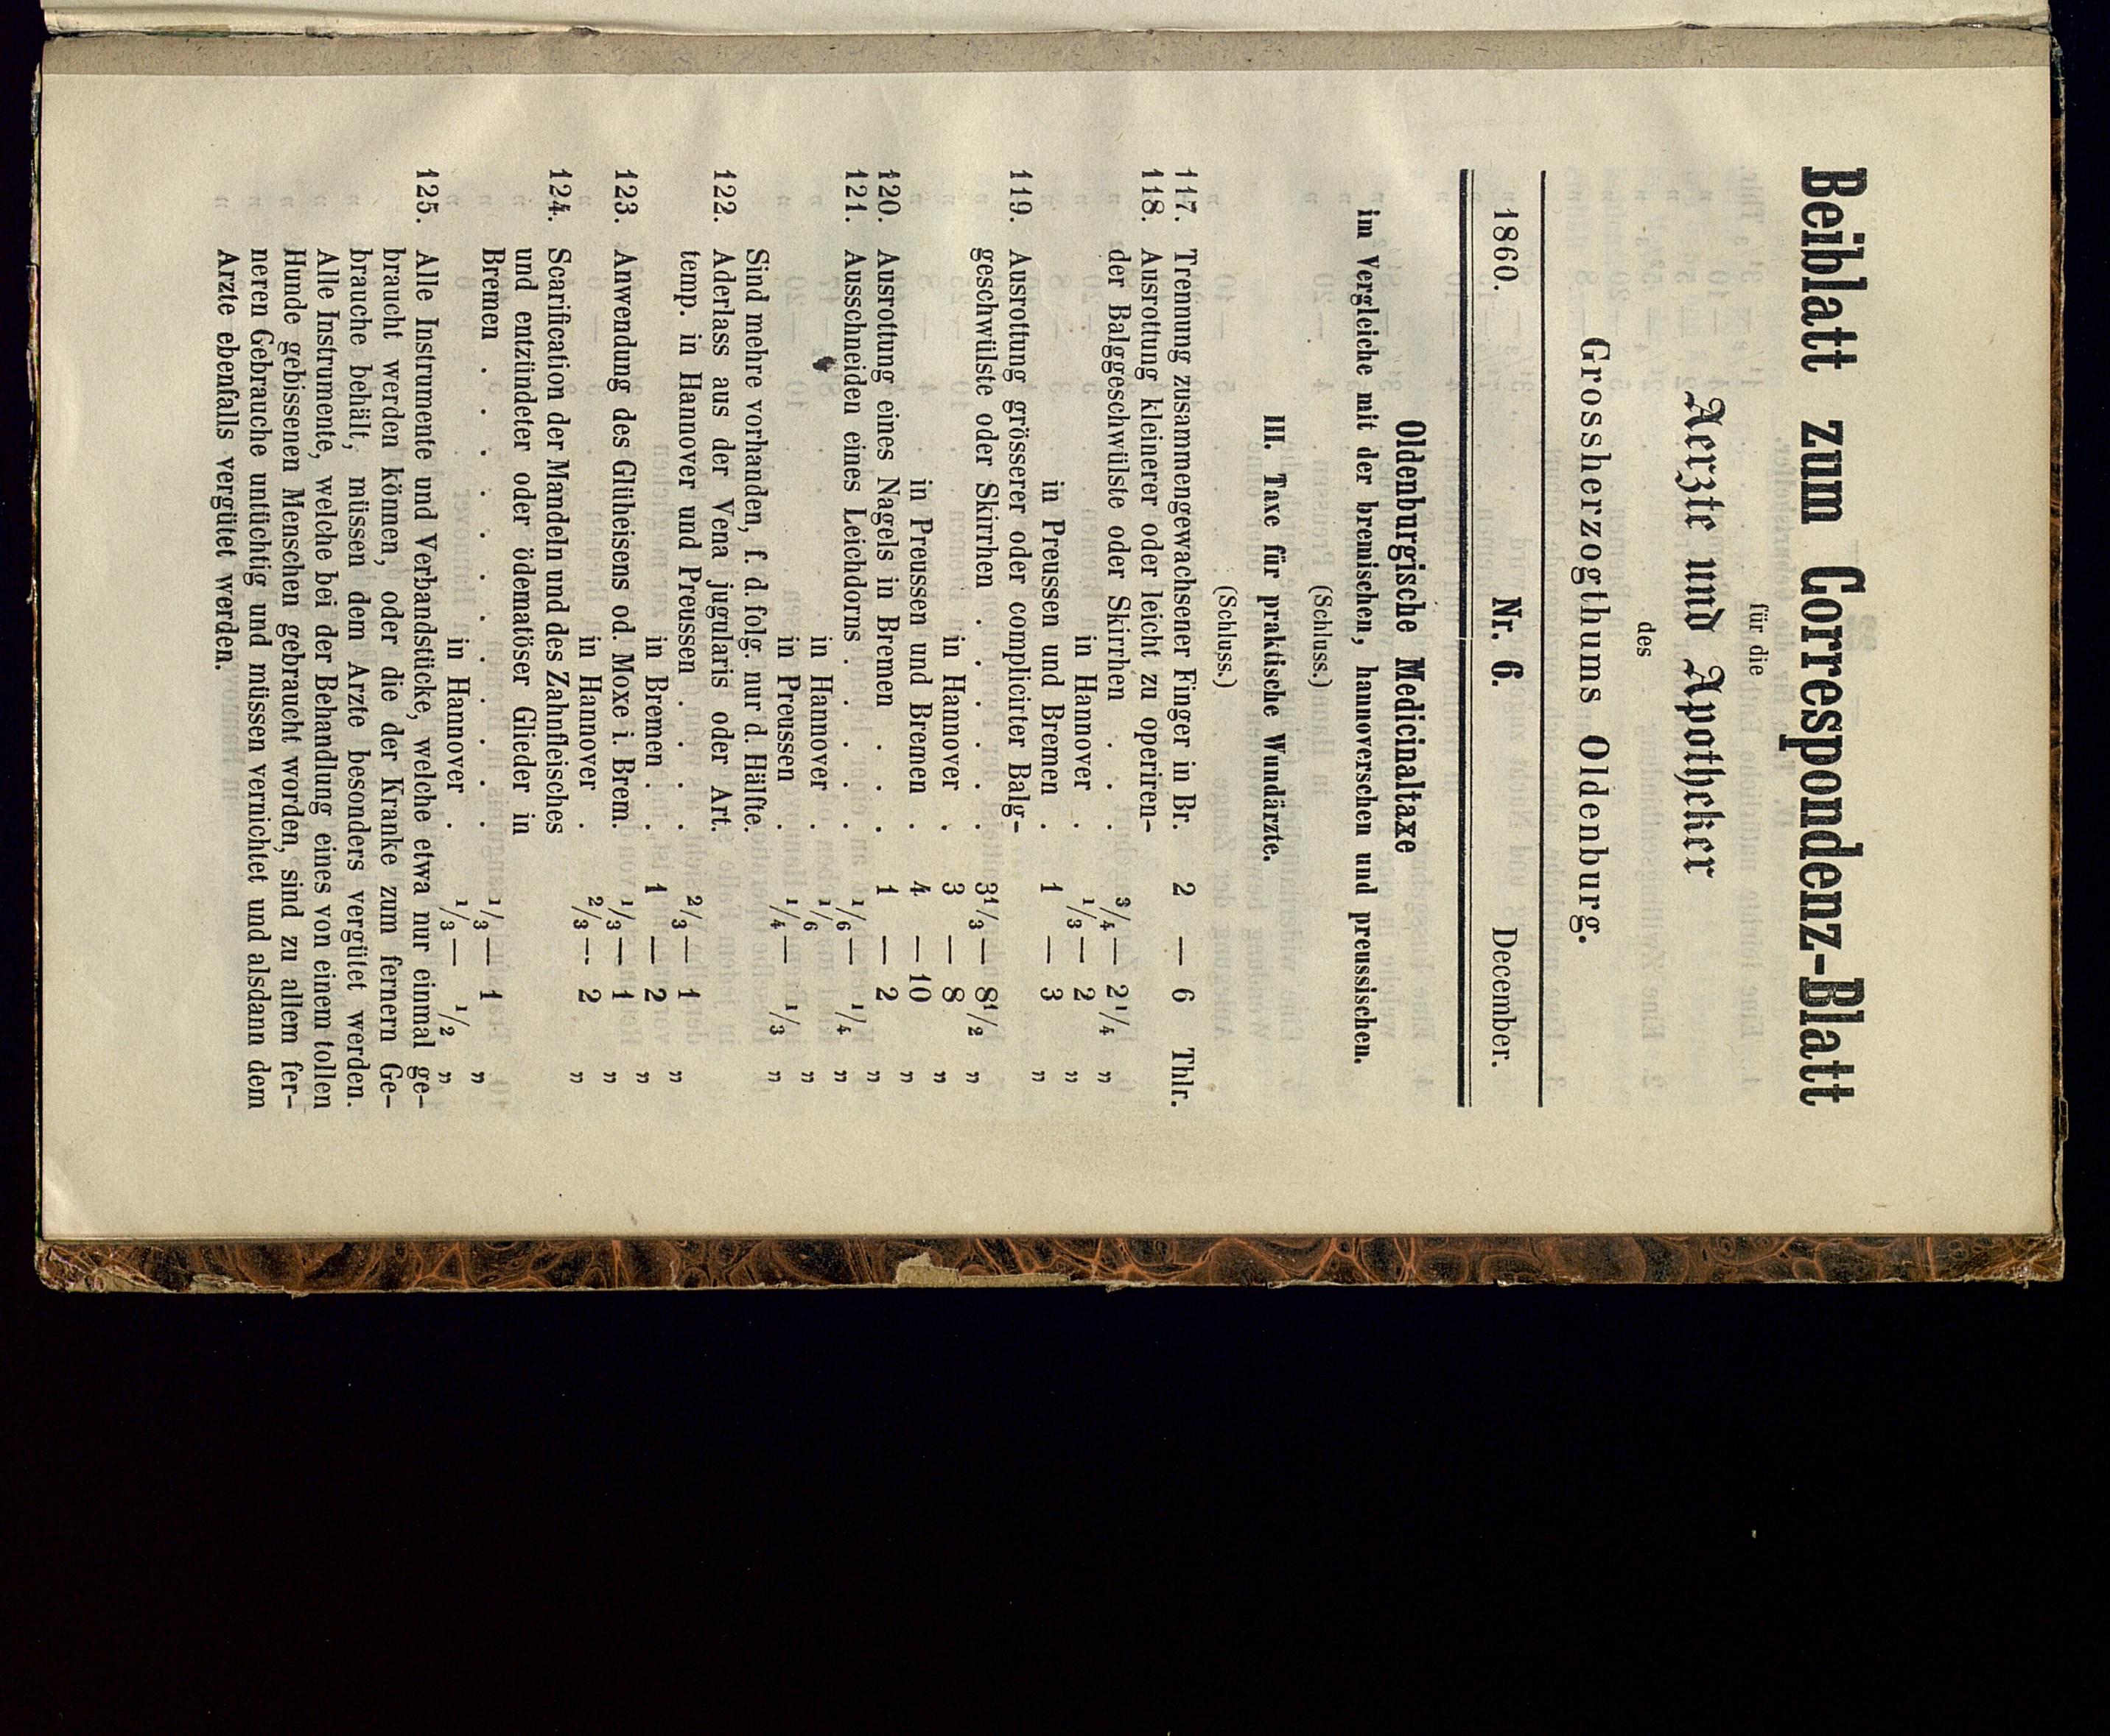 Beiblatt zum Correspondenz-Blatt
für die
Aerzte und Apotheker
des
Grossherzogthums Oldenburg.
1860. Nr. 6. December.
Oldenburgische Medicinaltaxe
im Vergleiche mit der bremischen, hannoverschen und preussischen.
(Schluss.)
III. Taxe für praktische Wundärzte.
(Schluss.)
117. Trennung zusammengewachsener Finger in Br. 2 — 6 Thlr.
118. Ausrottung kleinerer oder leicht zu operiren-
der Balggeschwülste oder Skirrhen . . 3/4 — 2 1/4 „
in Hannover . 1/3 — 2 „
in Preussen und Bremen . 1 — 3 „
119. Ausrottung grösserer oder complicirter Balg-
geschwülste oder Skirrhen . . . . . 3 1/3 — 8 1/2 „
in Hannover . 3 — 8 „
in Preussen und Bremen . 4 — 10 „
120. Ausrottung eines Nagels in Bremen . . . 1 — 2 „
121. Ausschneiden eines Leichdorns . . . . . 1/6 — 1/4 „
in Hannover . 1/6 „
in Preussen . 1/4 — 1/3 „
Sind mehre vorhanden, f. d. folg. nur d. Hälfte.
122. Aderlass aus der Vena jugularis oder Art.
temp. in Hannover und Preussen . . . . 2/3 — 1 „
in Bremen . . 1 — 2 „
123. Anwendung des Glüheisens od. Moxe i. Brem. 1/3 — 1 „
in Hannover . 2/3 -- 2 „
124. Scarification der Mandeln und des Zahnfleisches
und entzündeter oder ödematöser Glieder in
Bremen . . . . . . . . . . . . 1/3 — 1 „
in Hannover . 1/3 — 1/2 „
125. Alle Instrumente und Verbandstücke, welche etwa nur einmal ge-
braucht werden können, oder die der Kranke zum fernern Ge-
brauche behält, müssen dem Arzte besonders vergütet werden.
Alle Instrumente, welche bei der Behandlung eines von einem tollen
Hunde gebissenen Menschen gebraucht worden, sind zu allem fer-
neren Gebrauche untüchtig und müssen vernichtet und alsdann dem
Arzte ebenfalls vergütet werden.